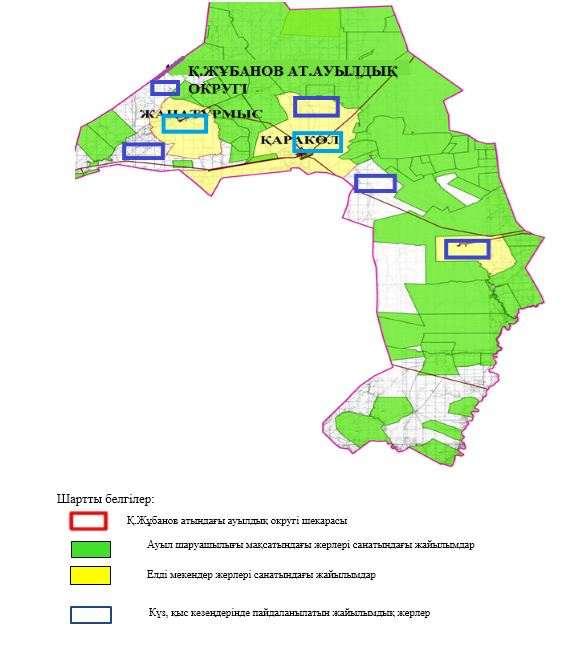 Қ.ЖҰБАНОВ АТ.АУЫЛДЫҚ
ОКРУГІ
ЖАҢАТҰРМЫС
ҚАРАКӨЛ
Шартты белгілер:
Қ.Жұбанов атындағы ауылдық округі шекарасы
Ауыл шаруашылығы мақсатындағы жерлері санатындағы жайылымдар
Елді мекендер жерлері санатындағы жайылымдар
Күз, қыс кезеңдерінде пайдаланылатын жайылымдық жерлер